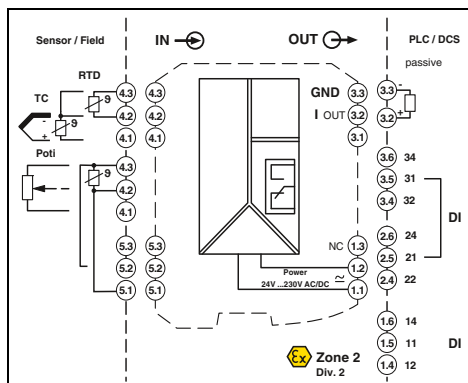 Sensor / Field
IN
OUT
PLC / DCS
passive
RTD
TC
-
+
ϑ
ϑ
4.3
4.2
4.1
4.3
4.2
4.1
GND
I OUT
3.3
3.2
3.1
3.3
3.2
-
+
Poti
ϑ
4.3
4.2
4.1
3.6 34
3.5 31
3.4 32
DI
5.3
5.2
5.1
5.3
5.2
5.1
NC 1.3
1.2
1.1
Power
24V ...230V AC/DC
2.6 24
2.5 21
2.4 22
1.6 14
1.5 11
1.4 12
DI
Ex
Zone 2
Div. 2